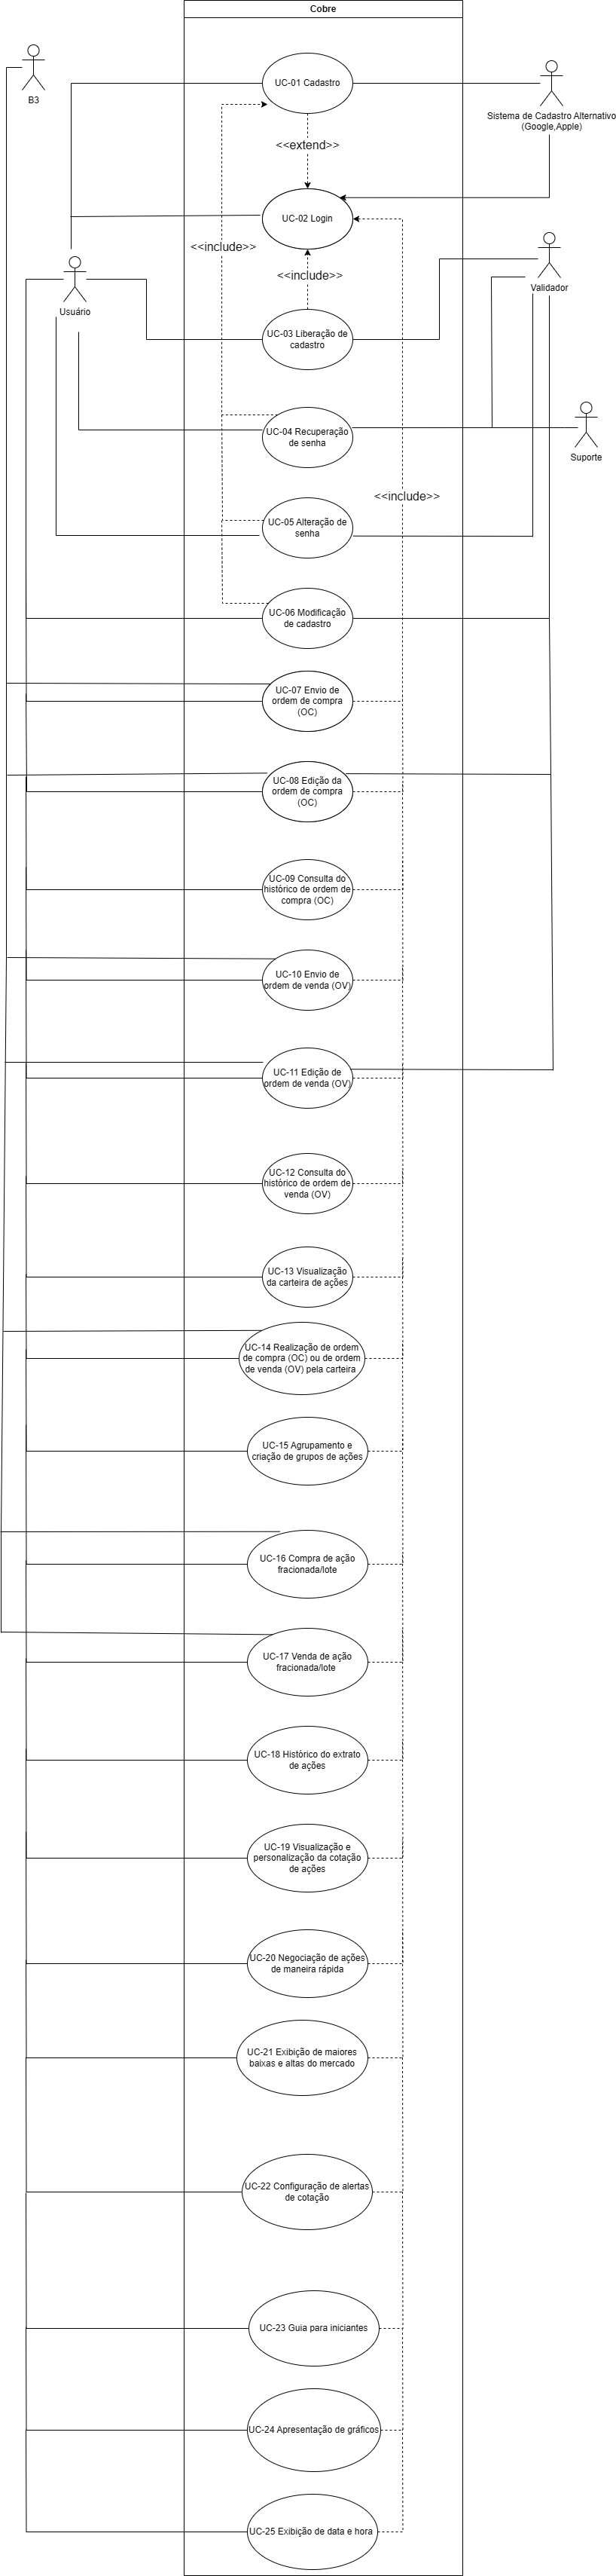 Cobre
UC-01 Cadastro
B3
Sistema de Cadastro Alternativo
(Google,Apple)
<<extend>>
UC-02 Login
<<include>>
<<include>>
Usuário
Validador
UC-03 Liberação de
cadastro
UC-04 Recuperação
de senha
Suporte
<<include>>
UC-05 Alteração de
senha
UC-06 Modificação
de cadastro
UC-07 Envio de
ordem de compra
(OC)
UC-08 Edição da
ordem de compra
(OC)
UC-09 Consulta do
histórico de ordem de
compra (OC)
UC-10 Envio de
ordem de venda (OV)
UC-11 Edição de
ordem de venda (OV)
UC-12 Consulta do
histórico de ordem de
venda (OV)
UC-13 Visualização
da carteira de ações
UC-14 Realização de ordem
de compra (OC) ou de ordem
de venda (OV) pela carteira
UC-15 Agrupamento e
criação de grupos de ações
UC-16 Compra de ação
fracionada/lote
UC-17 Venda de ação
fracionada/lote
UC-18 Histórico do extrato
de ações
UC-19 Visualização e
personalização da cotação
de ações
UC-20 Negociação de ações
de maneira rápida
UC-21 Exibição de maiores
baixas e altas do mercado
UC-22 Configuração de alertas
de cotação
UC-23 Guia para iniciantes
UC-24 Apresentação de gráficos
UC-25 Exibição de data e hora